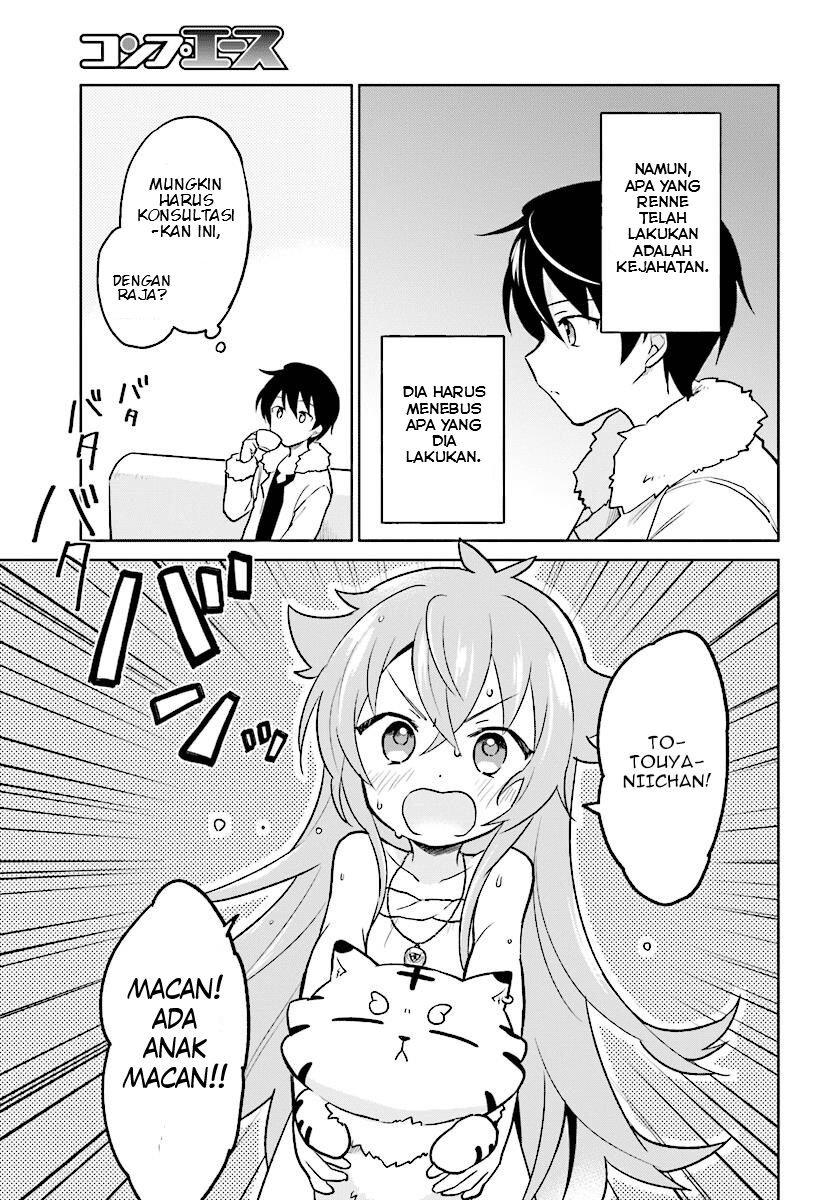 コンプ・エース
NAMUN,
APA YANG
RENNE
TELAH
LAKUKAN
ADALAH
KEJAHATAN.
DIA HARUS
MENEBUS
APA YANG
DIA
LAKUKAN.
MUNGKIN
HARUS
KONSULTASI
-KAN INI,
DENGAN
RAJA?
バタ
バタ
バンッ
TO-
TOUYA-
NIICHAN!
MACAN!
ADA
ANAK
MACAN!!